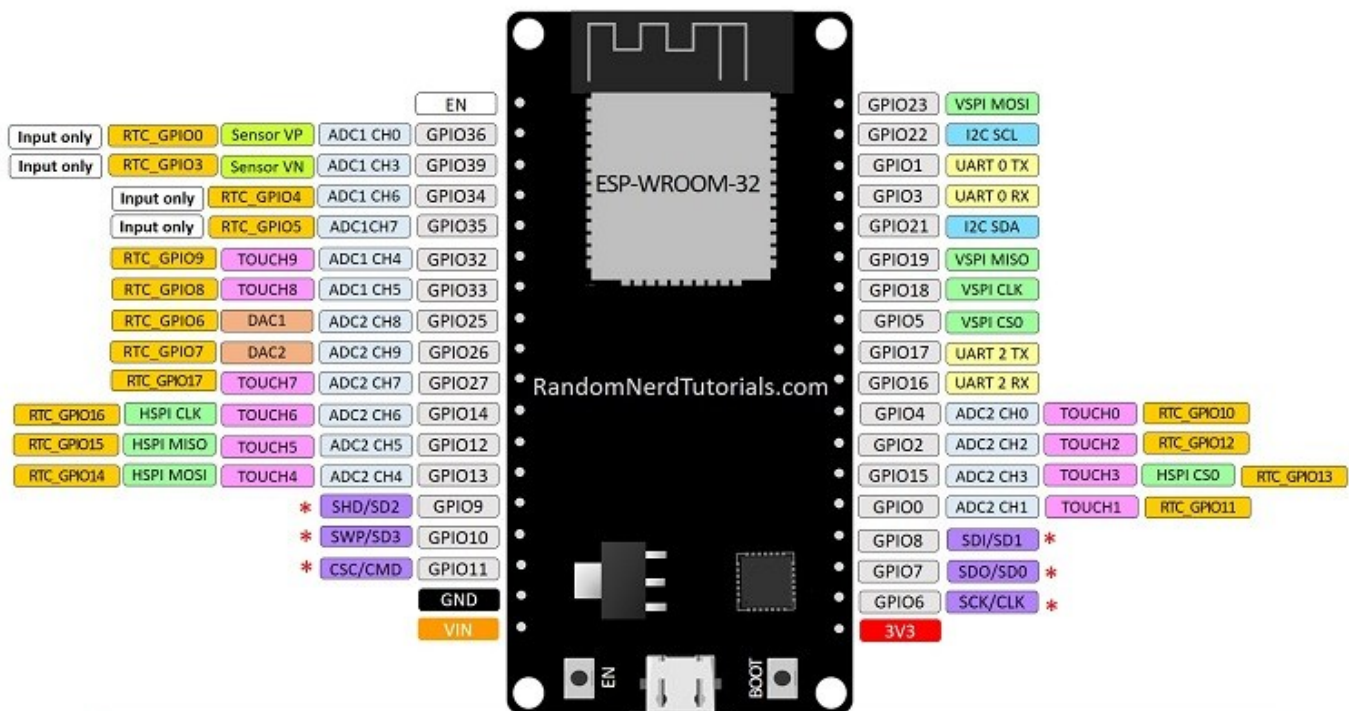 EN GPIO23 VSPI MOSI
Input only RTC_GPIO0 Sensor VP ADC1 CH0 GPIO36 GPIO22 I2C SCL
Input only RTC_GPIO3 Sensor VN ADC1 CH3 GPIO39 GPIO1 UART 0 TX
Input only RTC_GPIO4 ADC1 CH6 GPIO34 ESP-WROOM-32 GPIO3 UART 0 RX
Input only RTC_GPIO5 ADC1CH7 GPIO35 GPIO21 I2C SDA
RTC_GPIO9 TOUCH9 ADC1 CH4 GPIO32 GPIO19 VSPI MISO
RTC_GPIO8 TOUCH8 ADC1 CH5 GPIO33 GPIO18 VSPI CLK
RTC_GPIO6 DAC1 ADC2 CH8 GPIO25 GPIO5 VSPI CS0
RTC_GPIO7 DAC2 ADC2 CH9 GPIO26 GPIO17 UART 2 TX
RTC_GPIO17 TOUCH7 ADC2 CH7 GPIO27 RandomNerdTutorials.com GPIO16 UART 2 RX
RTC_GPIO16 HSPI CLK TOUCH6 ADC2 CH6 GPIO14 GPIO4 ADC2 CH0 TOUCH0 RTC_GPIO10
RTC_GPIO15 HSPI MISO TOUCH5 ADC2 CH5 GPIO12 GPIO2 ADC2 CH2 TOUCH2 RTC_GPIO12
RTC_GPIO14 HSPI MOSI TOUCH4 ADC2 CH4 GPIO13 GPIO15 ADC2 CH3 TOUCH3 HSPI CS0 RTC_GPIO13
* SHD/SD2 GPIO9 GPIO0 ADC2 CH1 TOUCH1 RTC_GPIO11
* SWP/SD3 GPIO10 GPIO8 SDI/SD1 *
* CSC/CMD GPIO11 GPIO7 SDO/SD0 *
GND GPIO6 SCK/CLK *
VIN 3V3
EN BOOT